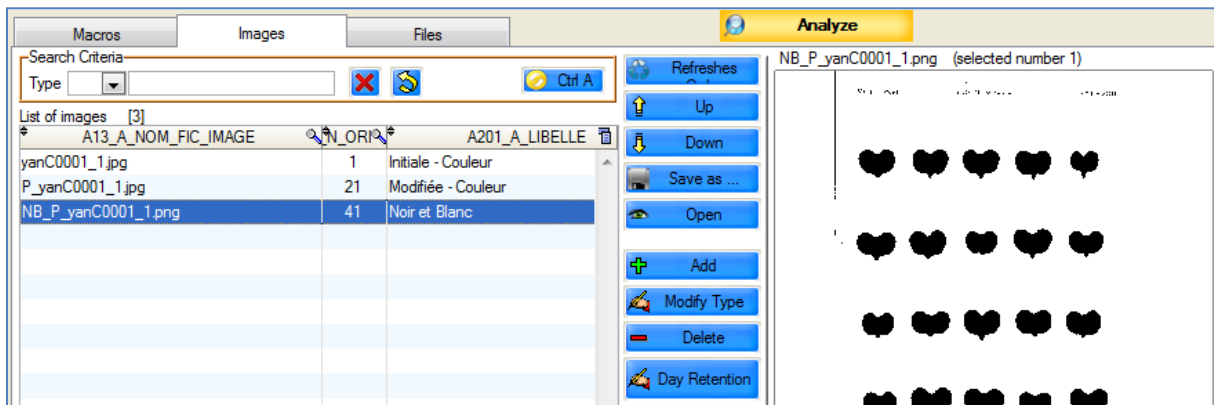 Macros Images Files Analyze
Search Criteria
Type Ctrl A
List of images [3]
A13_A_NOM_FIC_IMAGE N_ORI A201_A_LIBELLE
yanC0001_1.jpg 1 Initiale - Couleur
P_yanC0001_1.jpg 21 Modifiée - Couleur
NB_P_yanC0001_1.png 41 Noir et Blanc
Refreshes
Up
Down
Save as ...
Open
Add
Modify Type
Delete
Day Retention
NB_P_yanC0001_1.png (selected number 1)